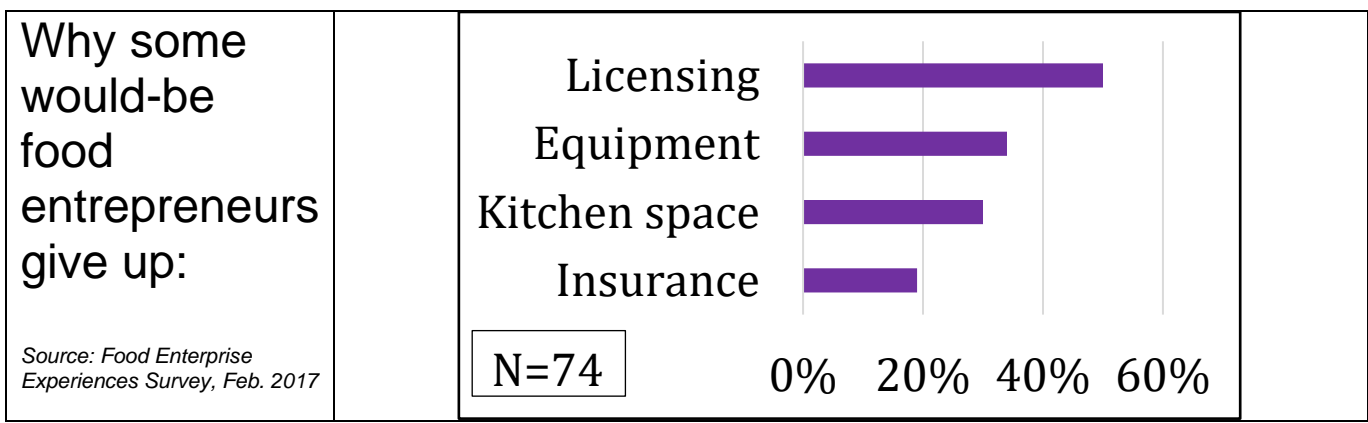 Why some
would-be
food
entrepreneurs
give up:
Source: Food Enterprise
Experiences Survey, Feb. 2017
Licensing
Equipment
Kitchen space
Insurance
N=74
0% 20% 40% 60%